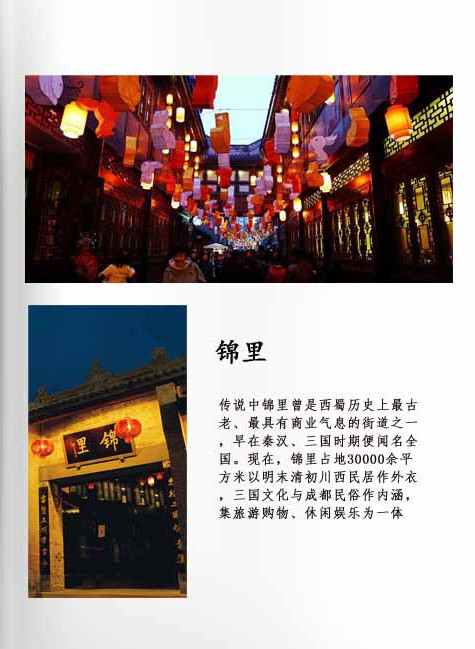 锦里
传说中锦里曾是西蜀历史上最古
老、最具有商业气息的街道之一
，早在秦汉、三国时期便闻名全
国。现在，锦里占地30000余平
方米以明末清初川西民居作外衣
，三国文化与成都民俗作内涵，
集旅游购物、休闲娱乐为一体
锦里